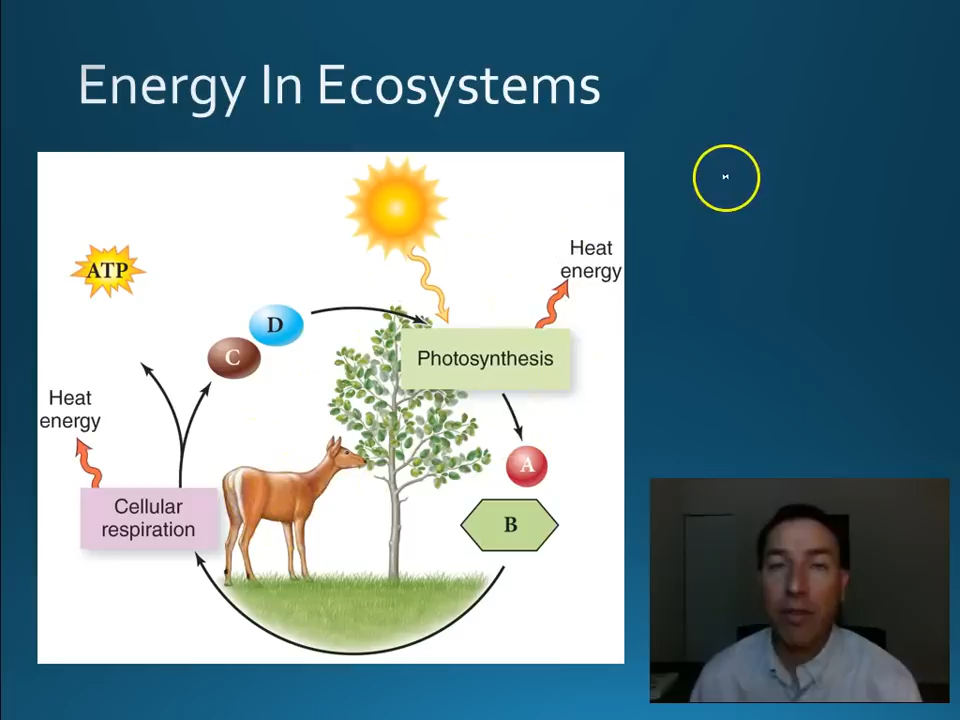 Energy In Ecosystems
Heat
energy
ATP
D
C
Photosynthesis
Heat
energy
A
Cellular
respiration
B